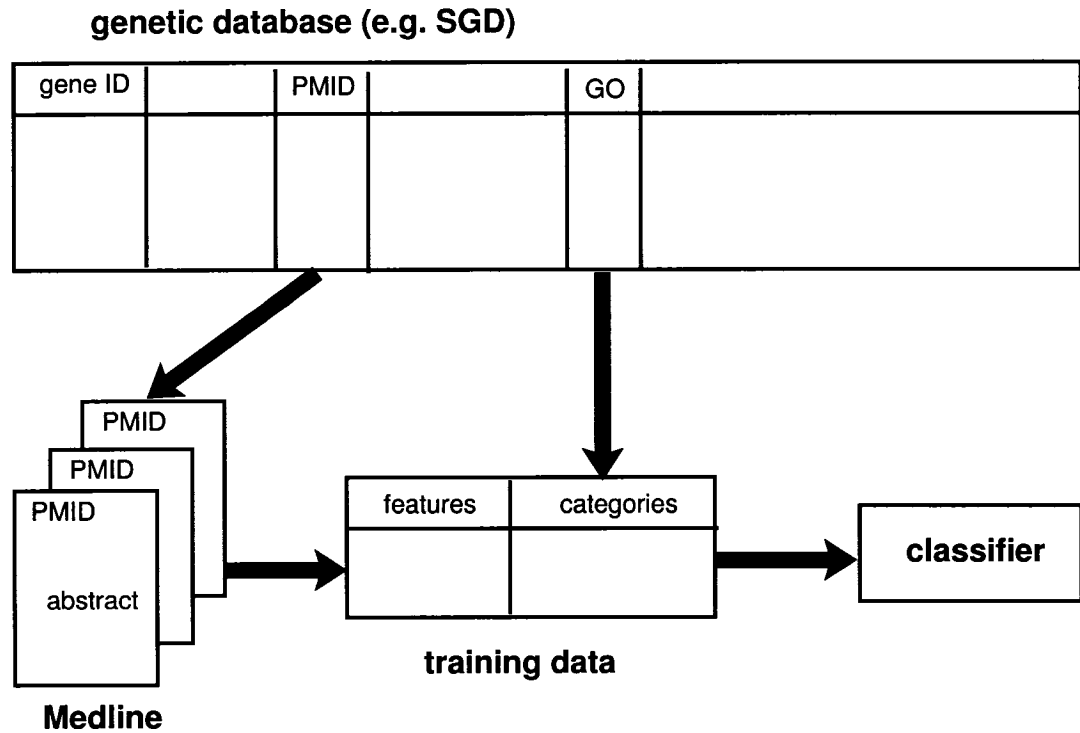 genetic database (e.g. SGD)
gene ID
PMID
GO
PMID
PMID
PMID
abstract
Medline
features
categories
training data
classifier